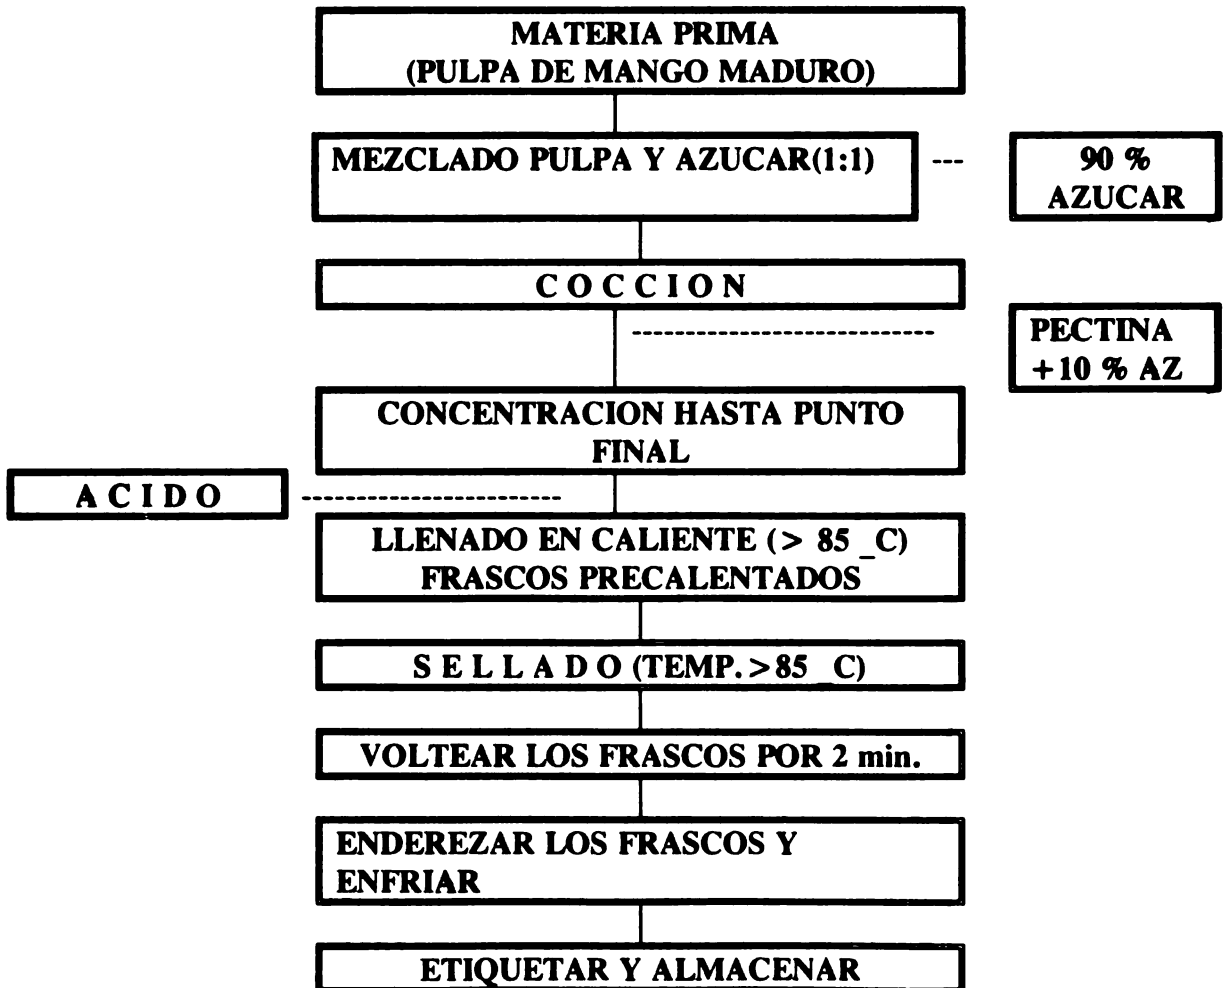 MATERIA PRIMA
(PULPA DE MANGO MADURO)
MEZCLADO PULPA Y AZUCAR(1:1)
---
90 %
AZUCAR
C O C C I O N
PECTINA
+10 % AZ
CONCENTRACION HASTA PUNTO
FINAL
A C I D O
LLENADO EN CALIENTE (> 85 _C)
FRASCOS PRECALENTADOS
S E L L A D O (TEMP.>85 _C)
VOLTEAR LOS FRASCOS POR 2 min.
ENDEREZAR LOS FRASCOS Y
ENFRIAR
ETIQUETAR Y ALMACENAR